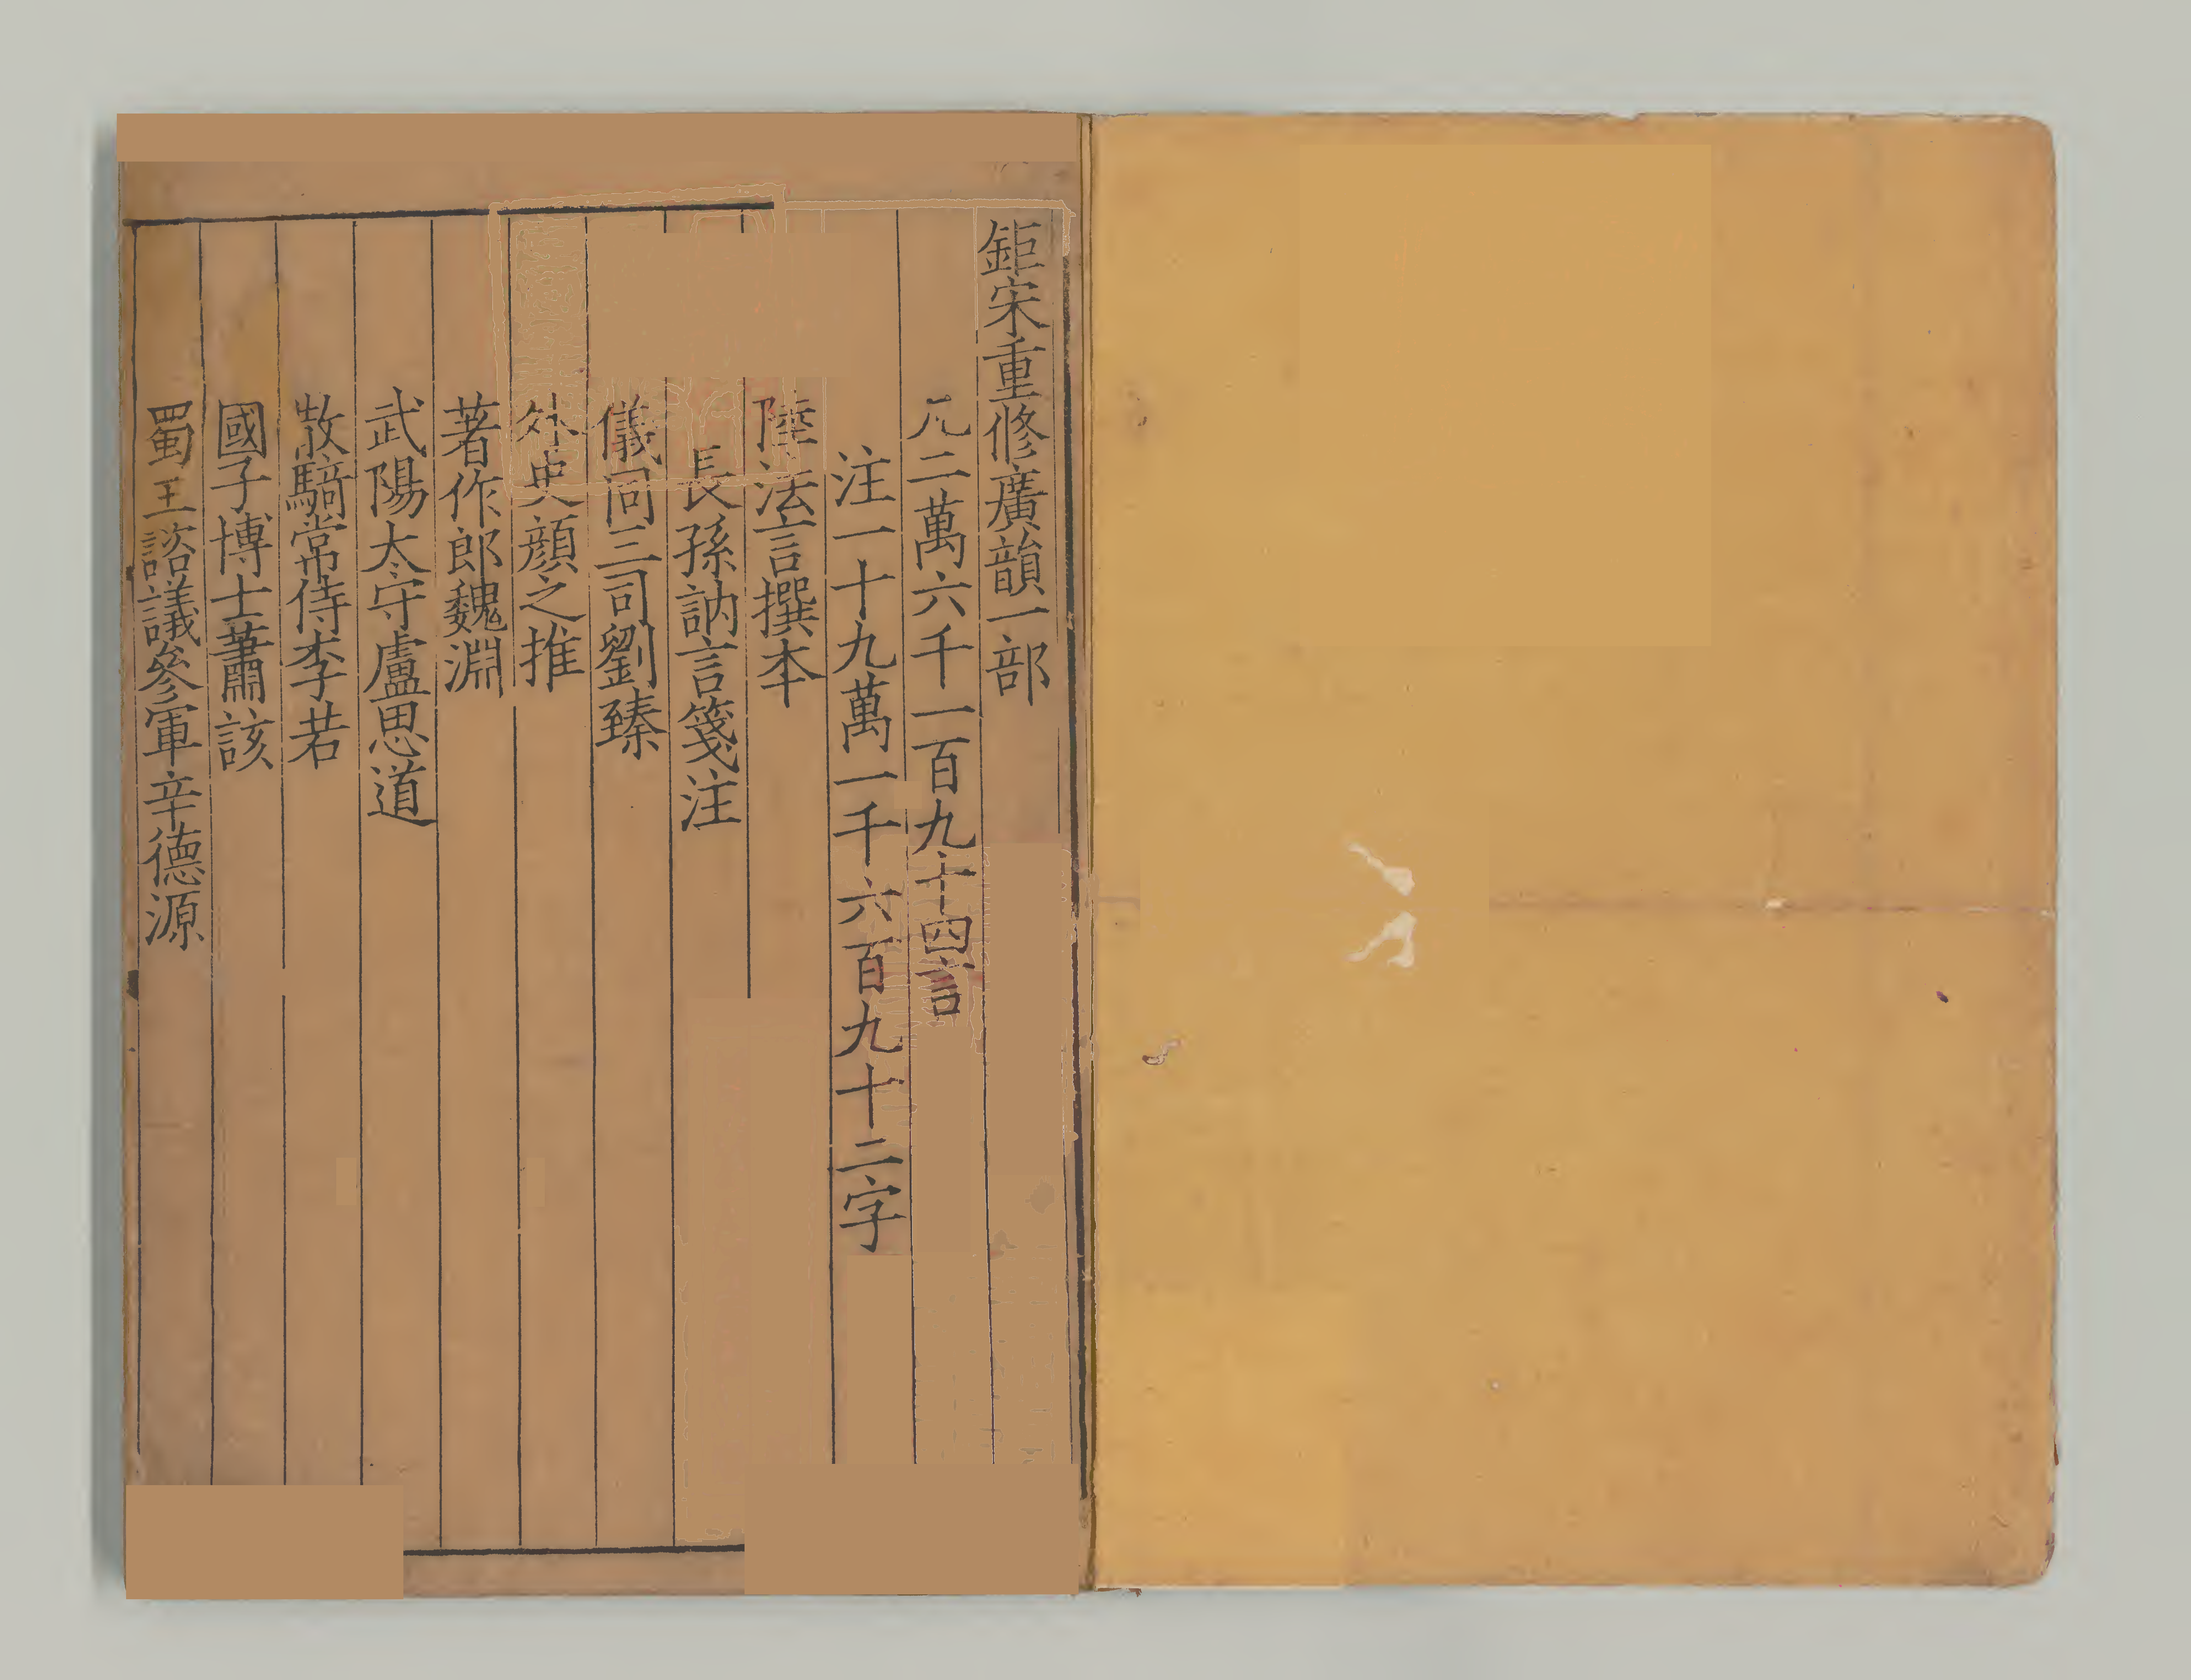 鉅宋重修廣韻一部
凡二萬六千一百九十四言
注一十九萬一千六百九十二字
陸法言撰本
長孫訥言箋注
儀同三司劉臻
外史顔之推
著作郎魏淵
武陽太守盧思道
散騎常侍李若
國子博士蕭該
蜀王諮議參軍辛德源